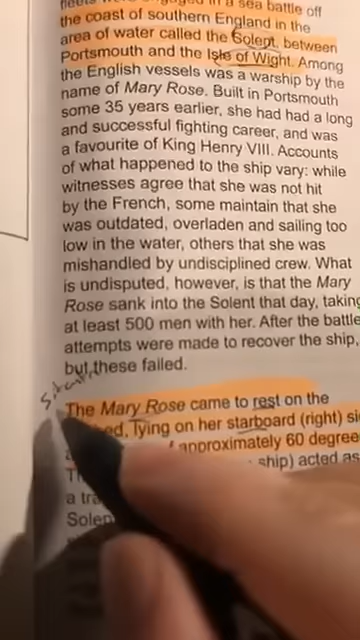 in a sea battle off
the coast of southern England in the
area of water called the Solent, between
Portsmouth and the Isle of Wight. Among
the English vessels was a warship by the
name of Mary Rose. Built in Portsmouth
some 35 years earlier, she had had a long
and successful fighting career, and was
a favourite of King Henry VIII. Accounts
of what happened to the ship vary: while
witnesses agree that she was not hit
by the French, some maintain that she
was outdated, overladen and sailing too
low in the water, others that she was
mishandled by undisciplined crew. What
is undisputed, however, is that the Mary
Rose sank into the Solent that day, taking
at least 500 men with her. After the battle
attempts were made to recover the ship,
but these failed.
The Mary Rose came to rest on the
lying on her starboard (right)
approximately 60 degree
ship) acted as
a
Solen